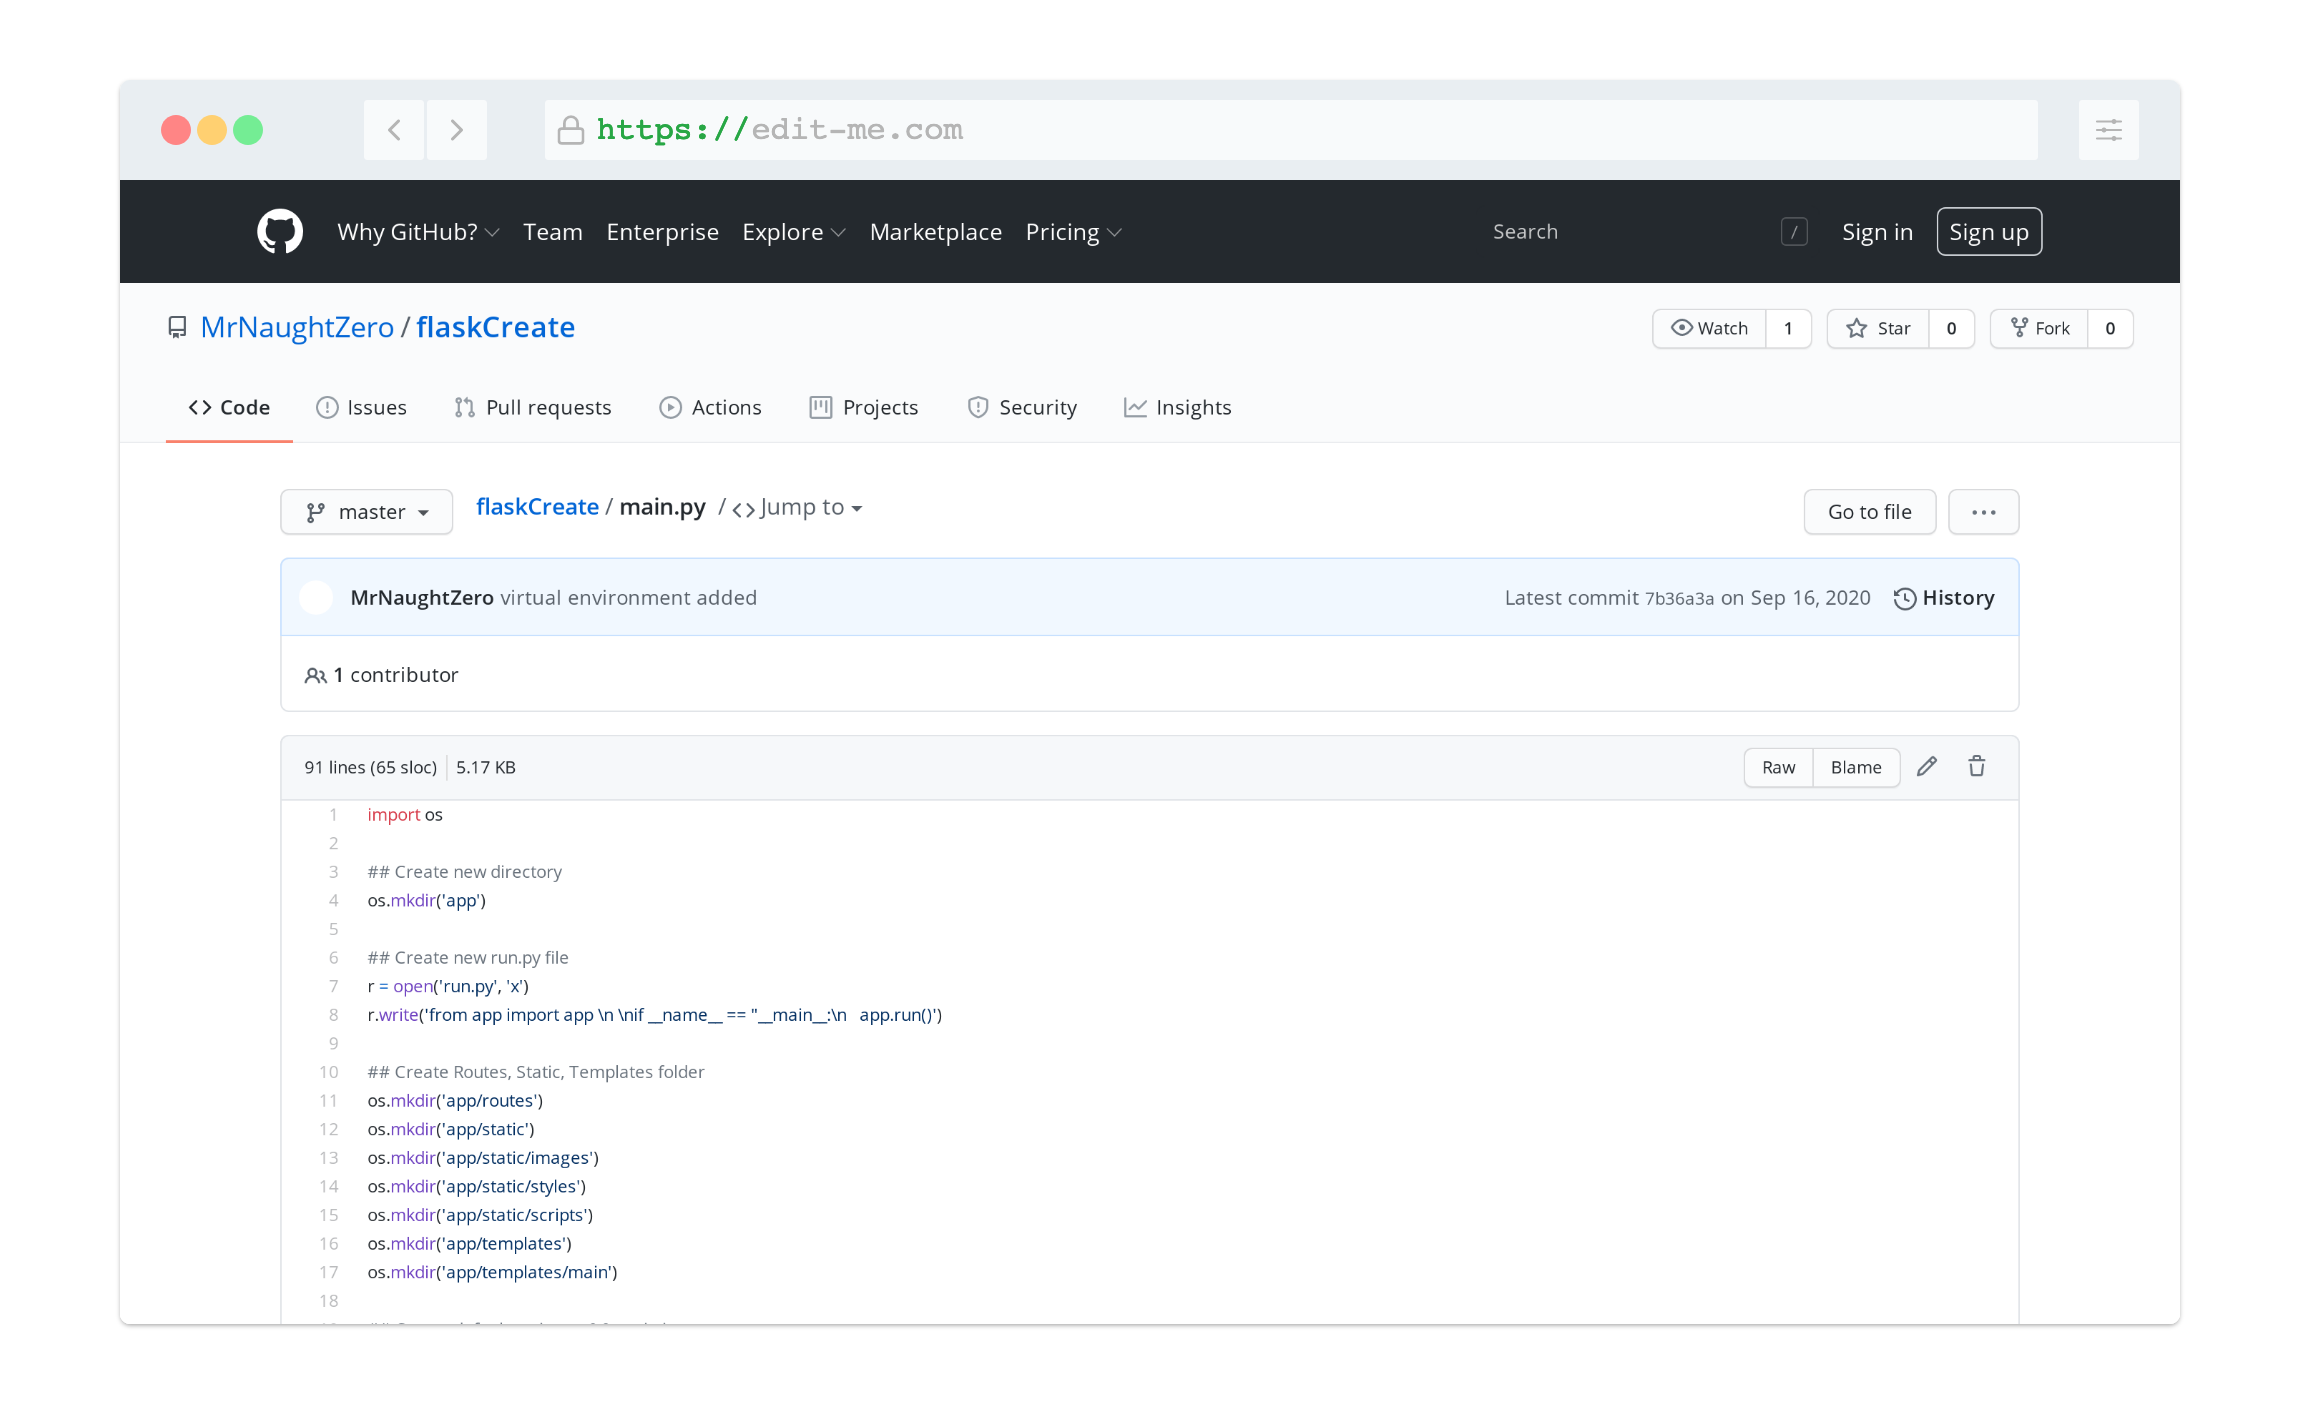 https://edit-me.com
Why GitHub? Team Enterprise Explore Marketplace Pricing Search / Sign in Sign up
MrNaughtZero / flaskCreate Watch 1 Star 0 Fork 0
Code Issues Pull requests Actions Projects Security Insights
master flaskCreate / main.py / <> Jump to Go to file ...
MrNaughtZero virtual environment added Latest commit 7b36a3a on Sep 16, 2020 History
1 contributor
91 lines (65 sloc) 5.17 KB Raw Blame
1 import os
2
3 ## Create new directory
4 os.mkdir('app')
5
6 ## Create new run.py file
7 r = open('run.py', 'x')
8 r.write('from app import app \n \nif __name__ == "__main__:\n   app.run()')
9
10 ## Create Routes, Static, Templates folder
11 os.mkdir('app/routes')
12 os.mkdir('app/static')
13 os.mkdir('app/static/images')
14 os.mkdir('app/static/styles')
15 os.mkdir('app/static/scripts')
16 os.mkdir('app/templates')
17 os.mkdir('app/templates/main')
18